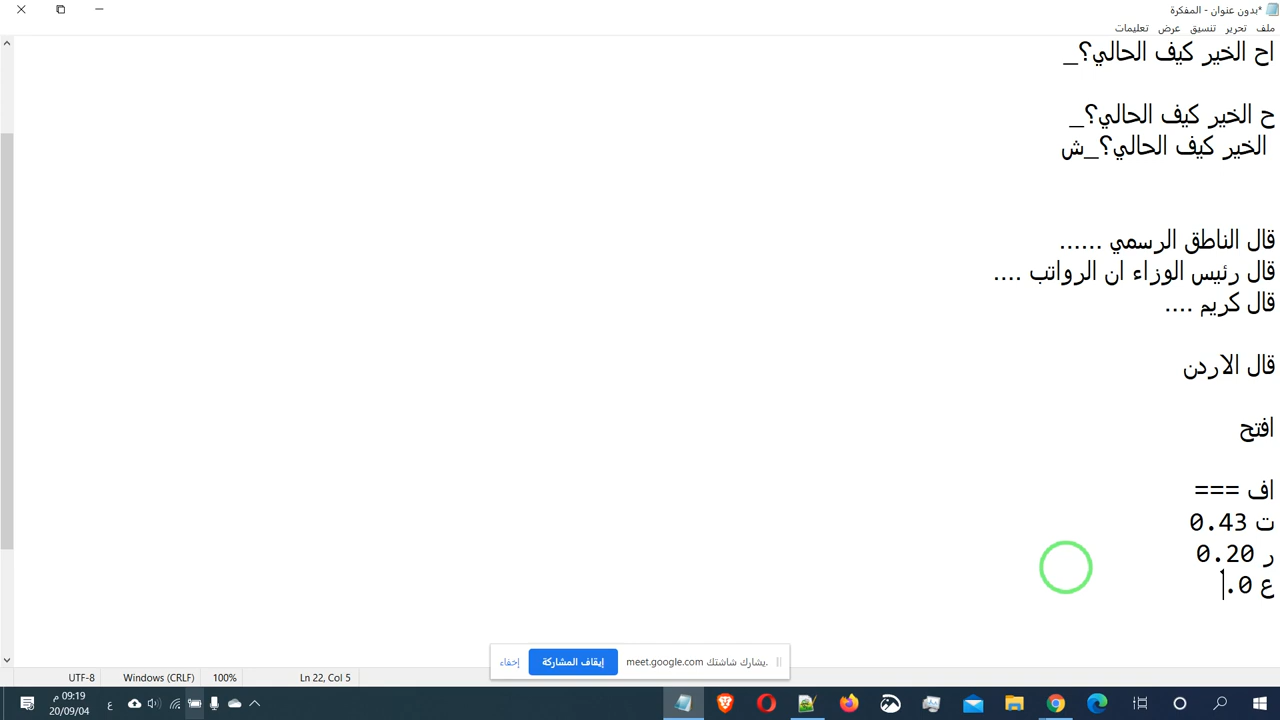 *بدون عنوان - المفكرة
ملف تحرير تنسيق عرض تعليمات
اح الخير كيف الحالي؟_
ح الخير كيف الحالي؟_
الخير كيف الحالي؟_ش
قال الناطق الرسمي ......
قال رئيس الوزاء ان الرواتب ....
قال كريم ....
قال الاردن
افتح
اف ===
ت 0.43
ر 0.20
ع 0.
يشارك شاشتك meet.google.com.
إيقاف المشاركة
إخفاء
UTF-8
Windows (CRLF)
100%
Ln 22, Col 5
09:19 م
ع
20/09/04